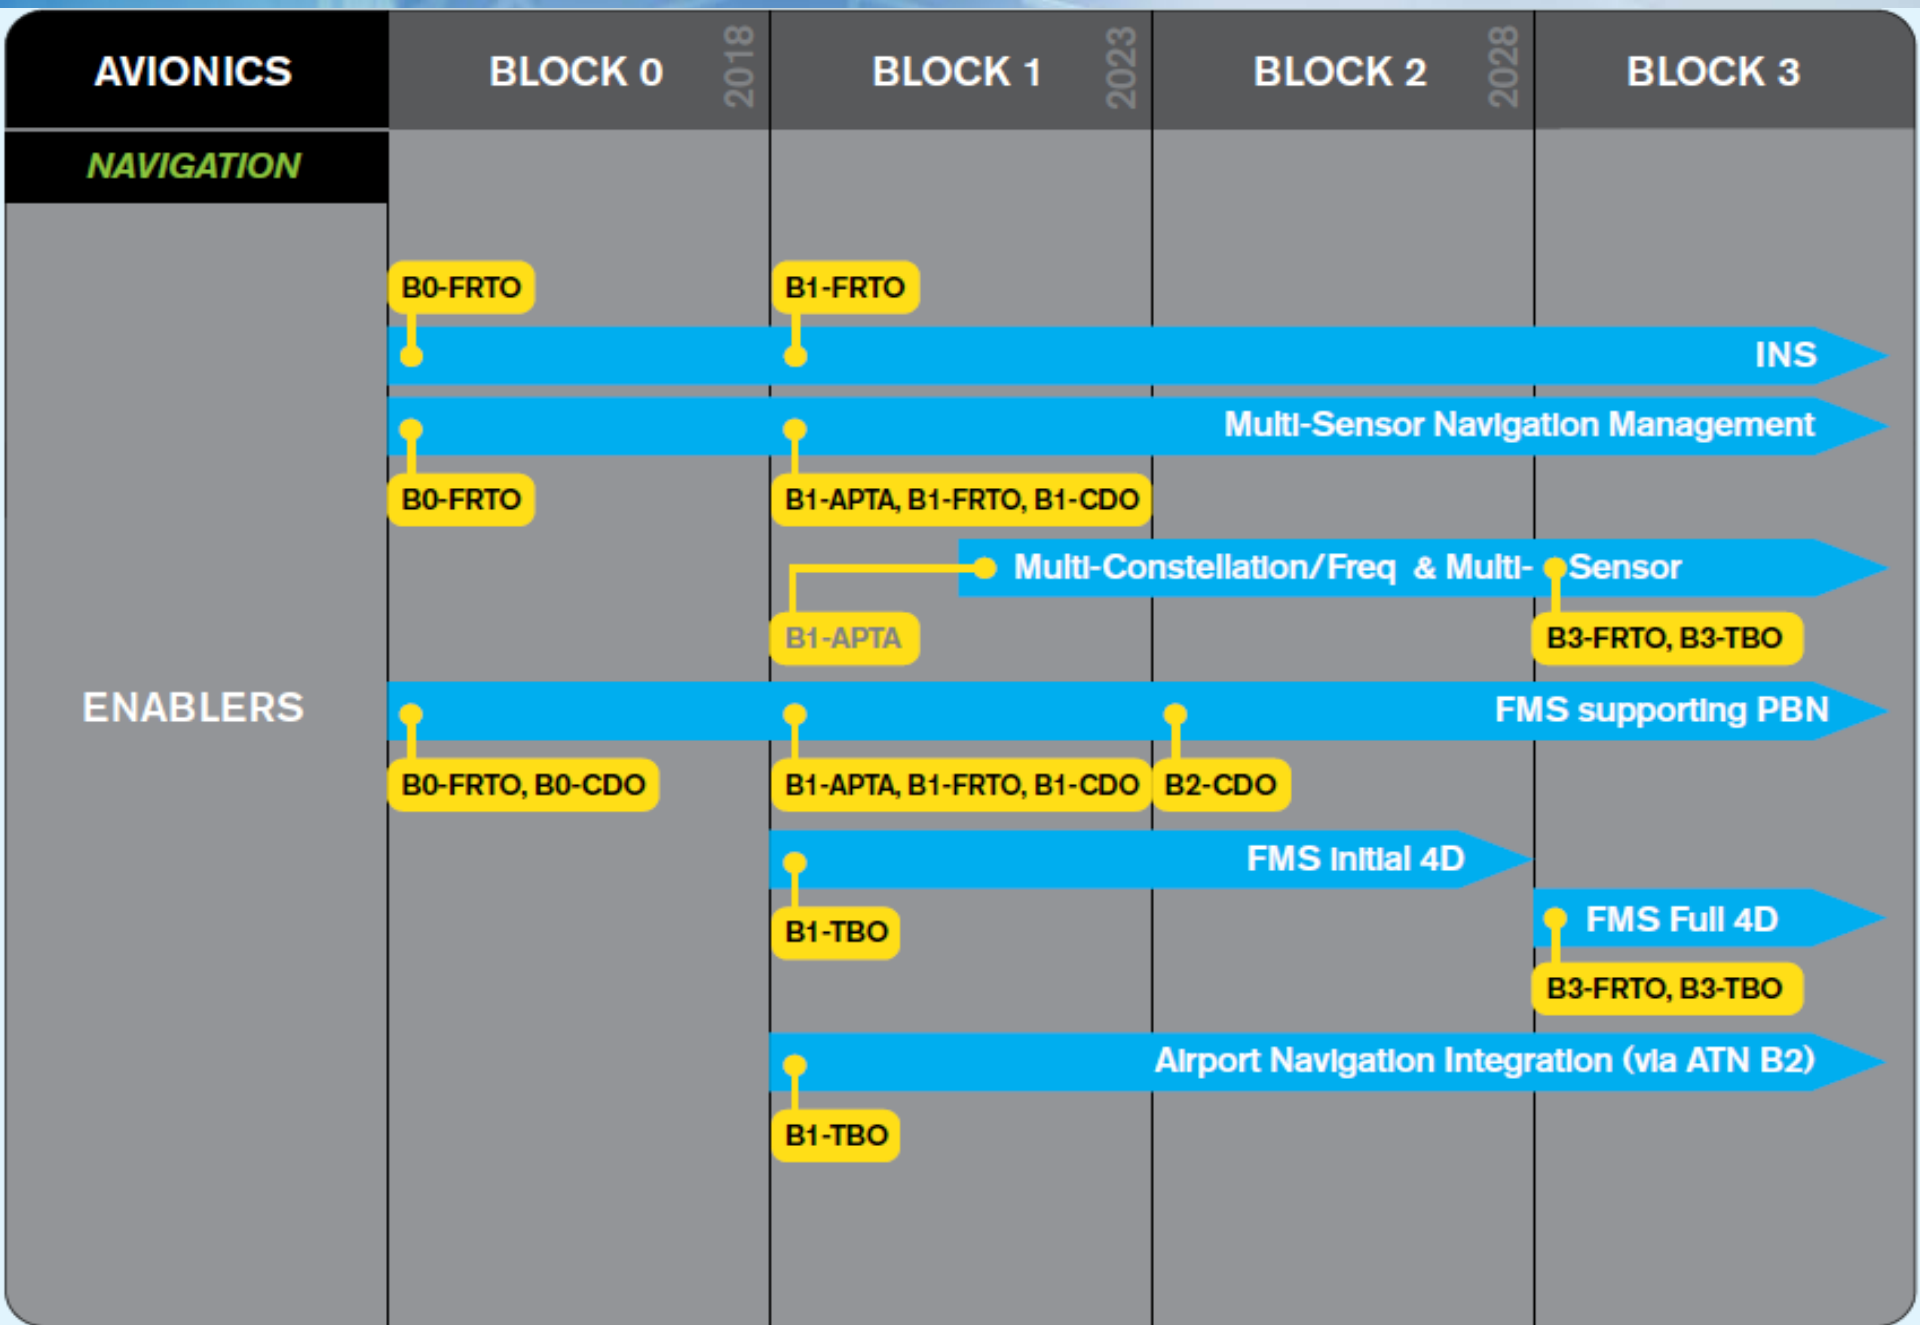 AVIONICS
BLOCK 0
2018
BLOCK 1
2023
BLOCK 2
2028
BLOCK 3
NAVIGATION
ENABLERS
B0-FRTO
B1-FRTO
INS
Multi-Sensor Navigation Management
B0-FRTO
B1-APTA, B1-FRTO, B1-CDO
Multi-Constellation/Freq & Multi- Sensor
B1-APTA
B3-FRTO, B3-TBO
FMS supporting PBN
B0-FRTO, B0-CDO
B1-APTA, B1-FRTO, B1-CDO
B2-CDO
FMS initial 4D
B1-TBO
FMS Full 4D
B3-FRTO, B3-TBO
Airport Navigation Integration (via ATN B2)
B1-TBO